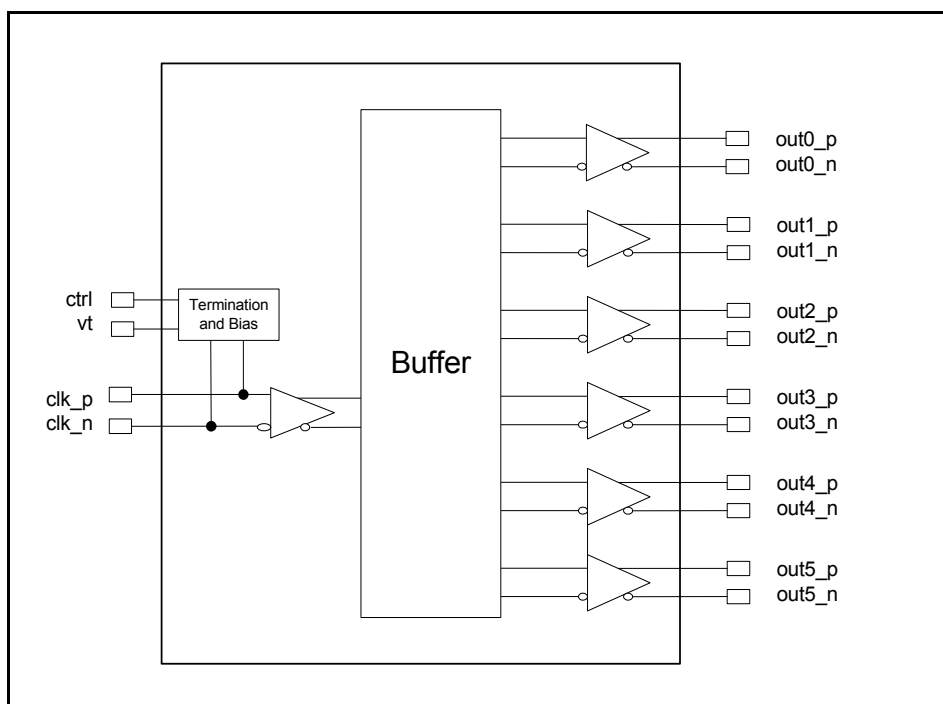 out0_p
out0_n
out1_p
out1_n
ctrl
vt
Termination
and Bias
out2_p
out2_n
Buffer
clk_p
clk_n
out3_p
out3_n
out4_p
out4_n
out5_p
out5_n